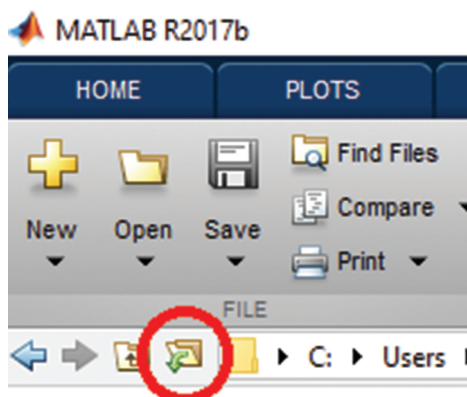 MATLAB R2017b
HOME PLOTS
Find Files
Compare
New Open Save
Print
FILE
C: Users